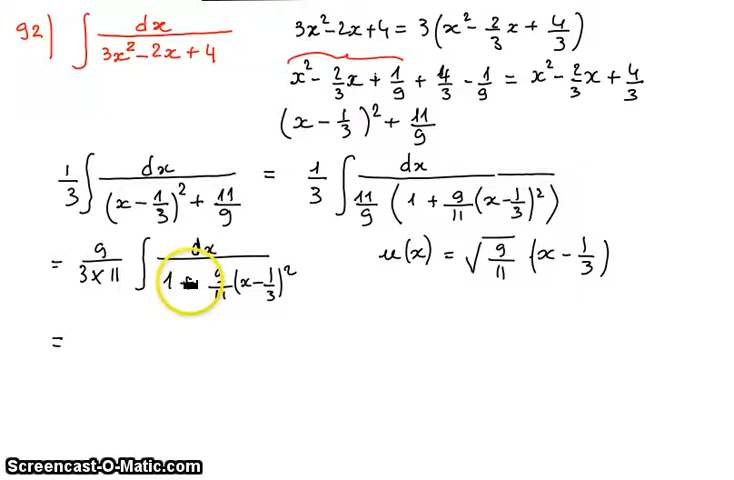 92) ∫ dx / (3x² - 2x + 4)
3x² - 2x + 4 = 3(x² - 2/3 x + 4/3)
x² - 2/3 x + 1/9 + 4/3 - 1/9 = x² - 2/3 x + 4/3
(x - 1/3)² + 11/9
1/3 ∫ dx / ((x - 1/3)² + 11/9) = 1/3 ∫ dx / (11/9 (1 + 9/11 (x - 1/3)²))
= 9/(3×11) ∫ dx / (1 + 9/11 (x - 1/3)²)
u(x) = √(9/11) (x - 1/3)
=
Screencast-O-Matic.com